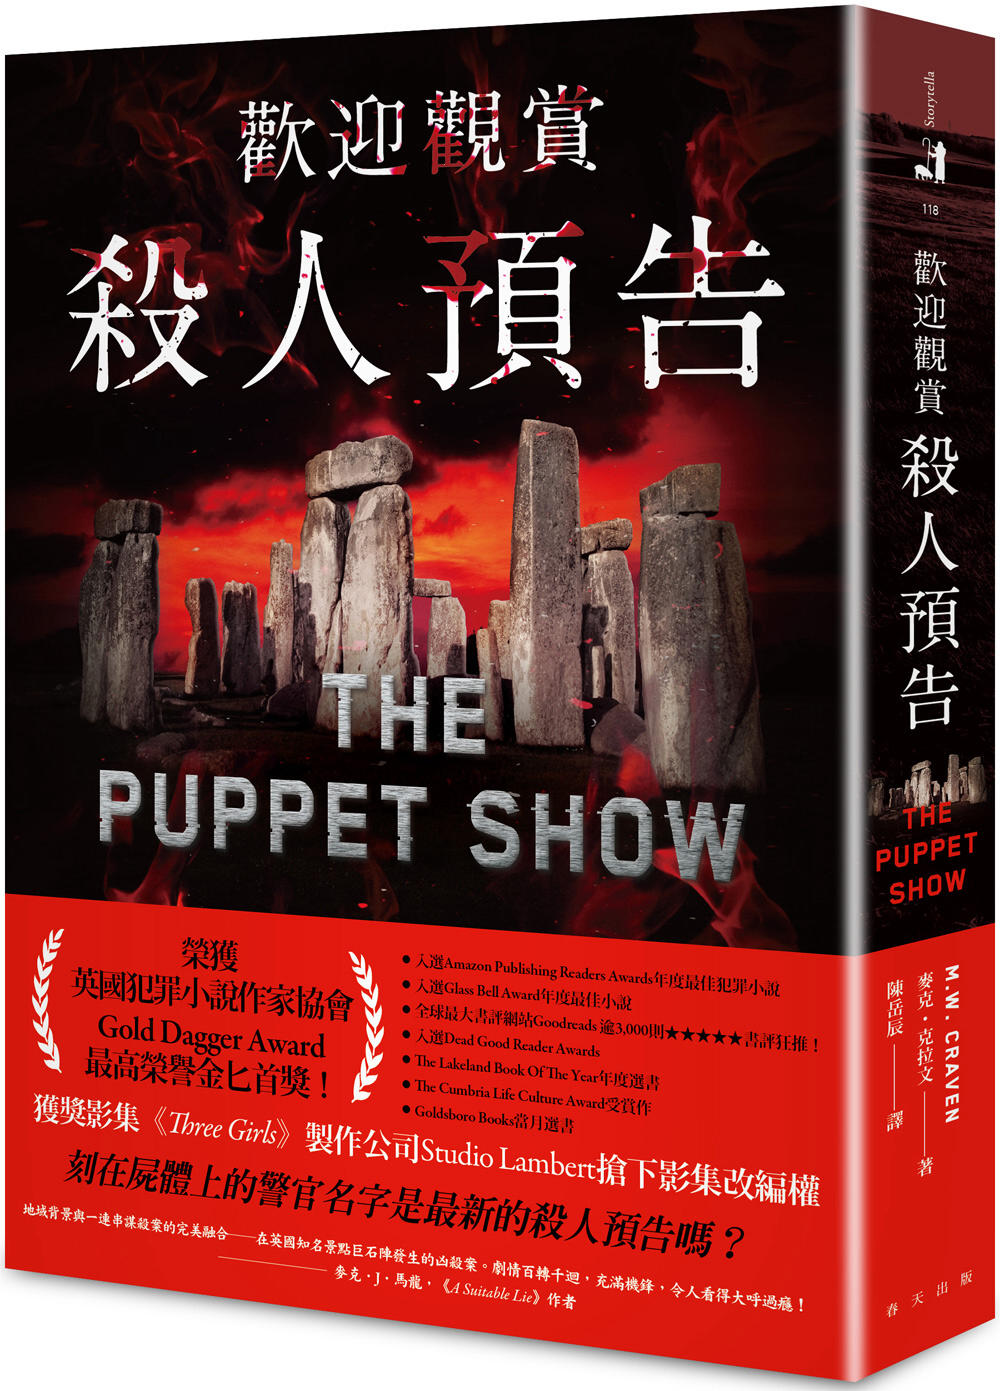 歡迎觀賞
殺人預告
THE
PUPPET SHOW
榮獲
英國犯罪小說作家協會
Gold Dagger Award
最高榮譽金匕首獎！
● 入選Amazon Publishing Readers Awards年度最佳犯罪小說
● 入選Glass Bell Award年度最佳小說
● 全球最大書評網站Goodreads 逾3,000則★★★★★書評狂推！
● 入選Dead Good Reader Awards
● The Lakeland Book Of The Year年度選書
● The Cumbria Life Culture Award受賞作
● Goldsboro Books當月選書
獲獎影集《Three Girls》製作公司Studio Lambert搶下影集改編權
刻在屍體上的警官名字是最新的殺人預告嗎？
地域背景與一連串謀殺案的完美融合──在英國知名景點巨石陣發生的凶殺案。劇情百轉千迴，充滿機鋒，令人看得大呼過癮！
──────麥克·J·馬龍，《A Suitable Lie》作者
Storytella
118
歡迎觀賞
殺人預告
THE
PUPPET
SHOW
M.W. CRAVEN
麥克·克拉文──著
陳岳辰──譯
春天出版